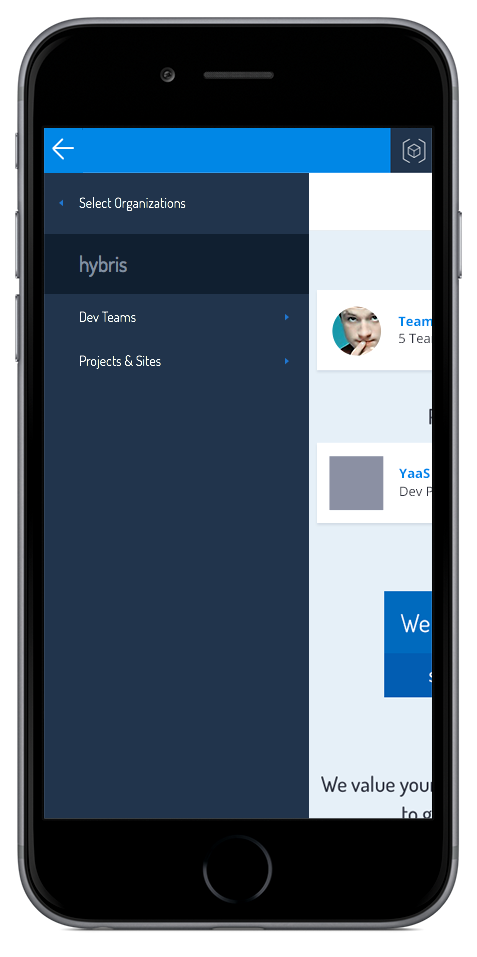 Select Organizations
hybris
Dev Teams
Projects & Sites
Team
5 Tea
YaaS
Dev P
We
We value your
to g